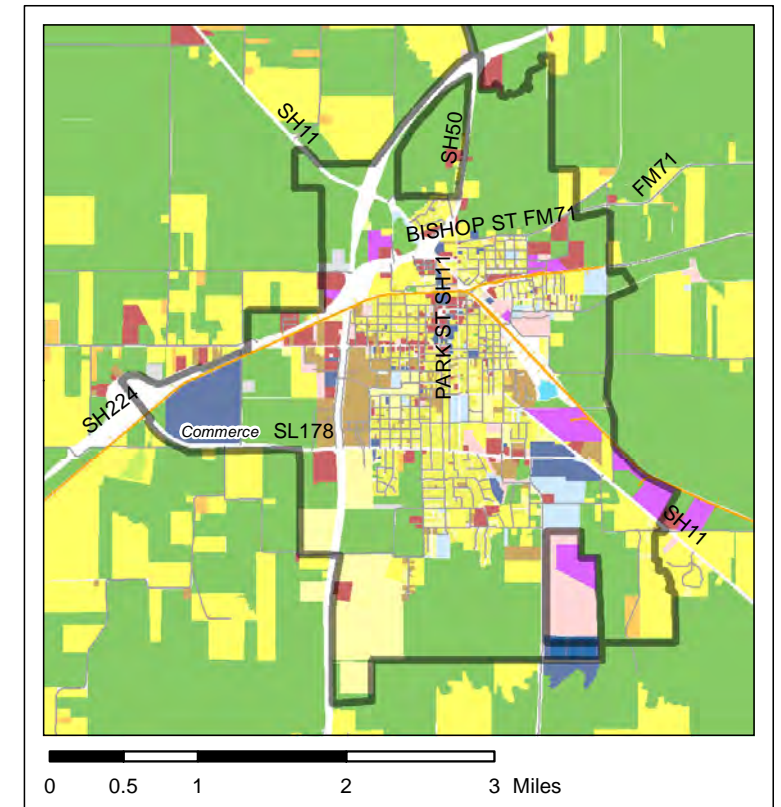 SH11
SH50
FM71
BISHOP ST FM71
PARK ST SH11
SH224
Commerce
SL178
SH11
0 0.5 1 2 3 Miles